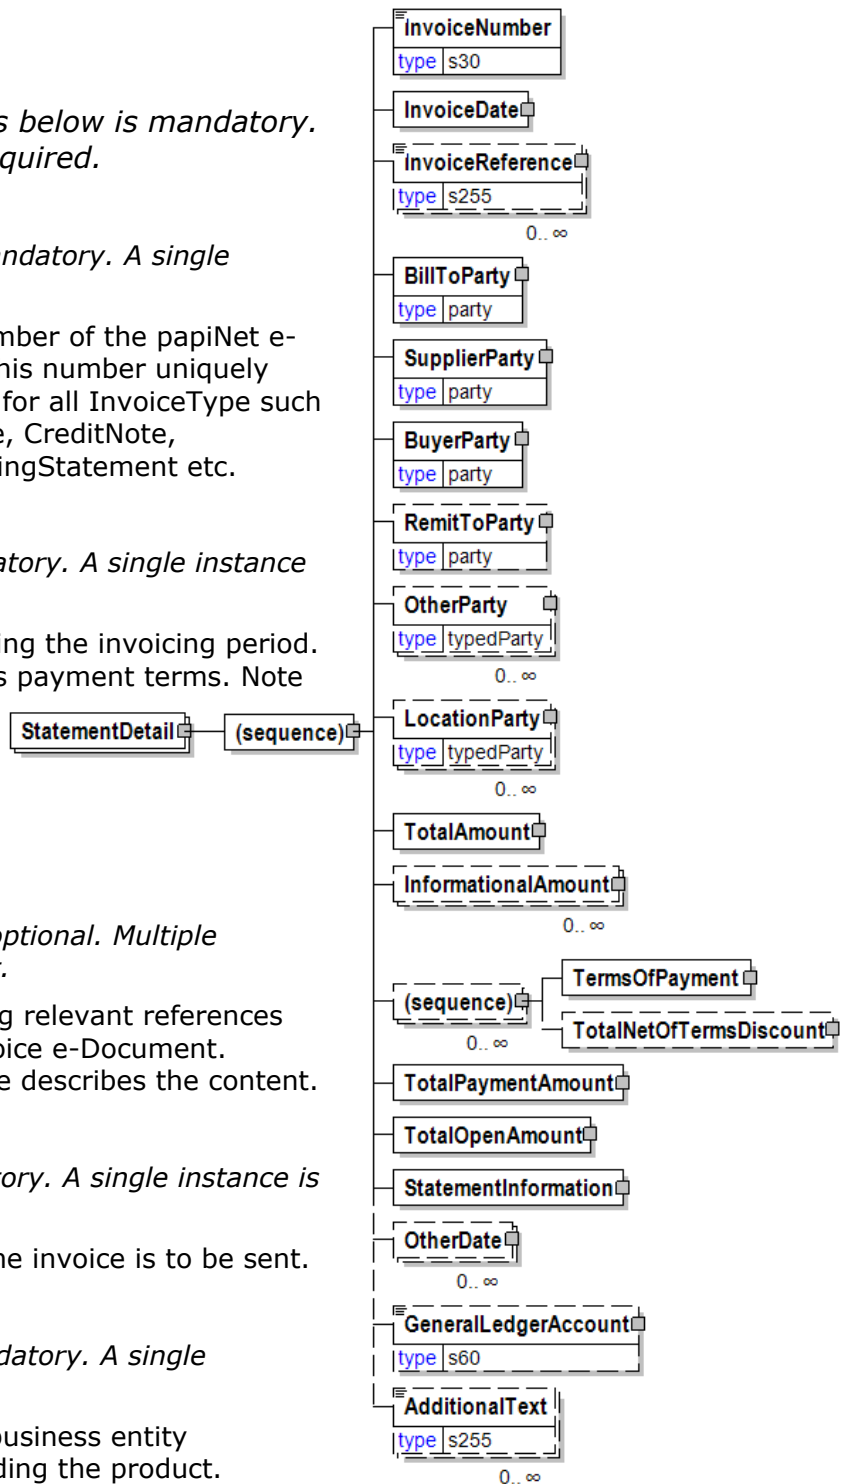 s below is mandatory.
quired.
andatory. A single
mber of the papiNet e-
his number uniquely
for all InvoiceType such
e, CreditNote,
ingStatement etc.
atory. A single instance
ing the invoicing period.
s payment terms. Note
optional. Multiple
.
g relevant references
oice e-Document.
e describes the content.
ory. A single instance is
he invoice is to be sent.
datory. A single
business entity
ding the product.
StatementDetail
(sequence)
InvoiceNumber
type s30
InvoiceDate
InvoiceReference
type s255
0.. ∞
BillToParty
type party
SupplierParty
type party
BuyerParty
type party
RemitToParty
type party
OtherParty
type typedParty
0.. ∞
LocationParty
type typedParty
0.. ∞
TotalAmount
InformationalAmount
0.. ∞
(sequence)
0.. ∞
TermsOfPayment
TotalNetOfTermsDiscount
TotalPaymentAmount
TotalOpenAmount
StatementInformation
OtherDate
0.. ∞
GeneralLedgerAccount
type s60
AdditionalText
type s255
0.. ∞